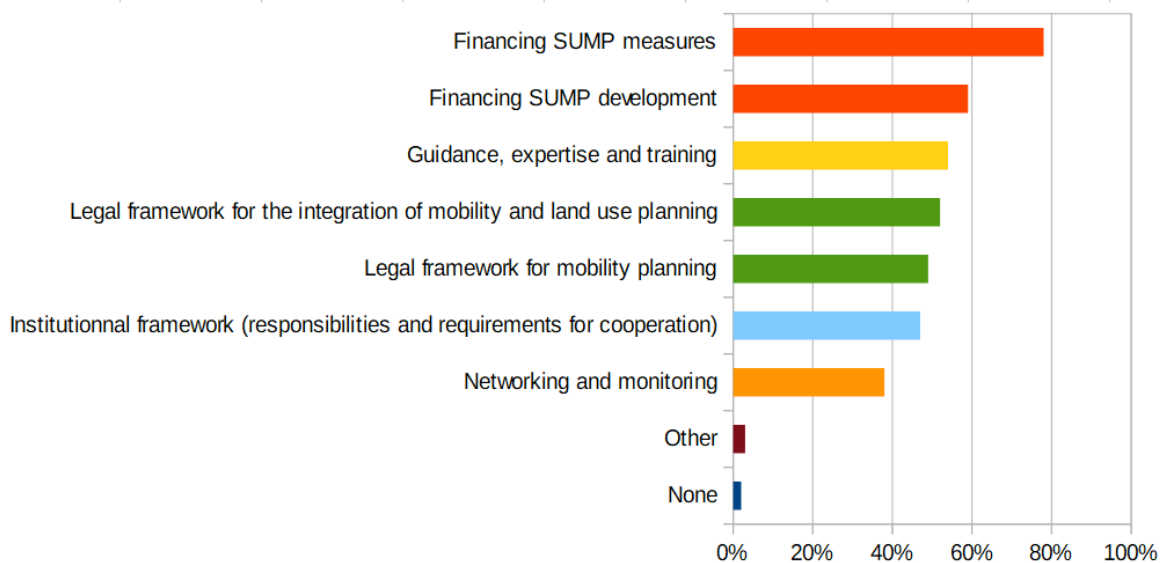 Financing SUMP measures
Financing SUMP development
Guidance, expertise and training
Legal framework for the integration of mobility and land use planning
Legal framework for mobility planning
Institutionnal framework (responsibilities and requirements for cooperation)
Networking and monitoring
Other
None
0% 20% 40% 60% 80% 100%